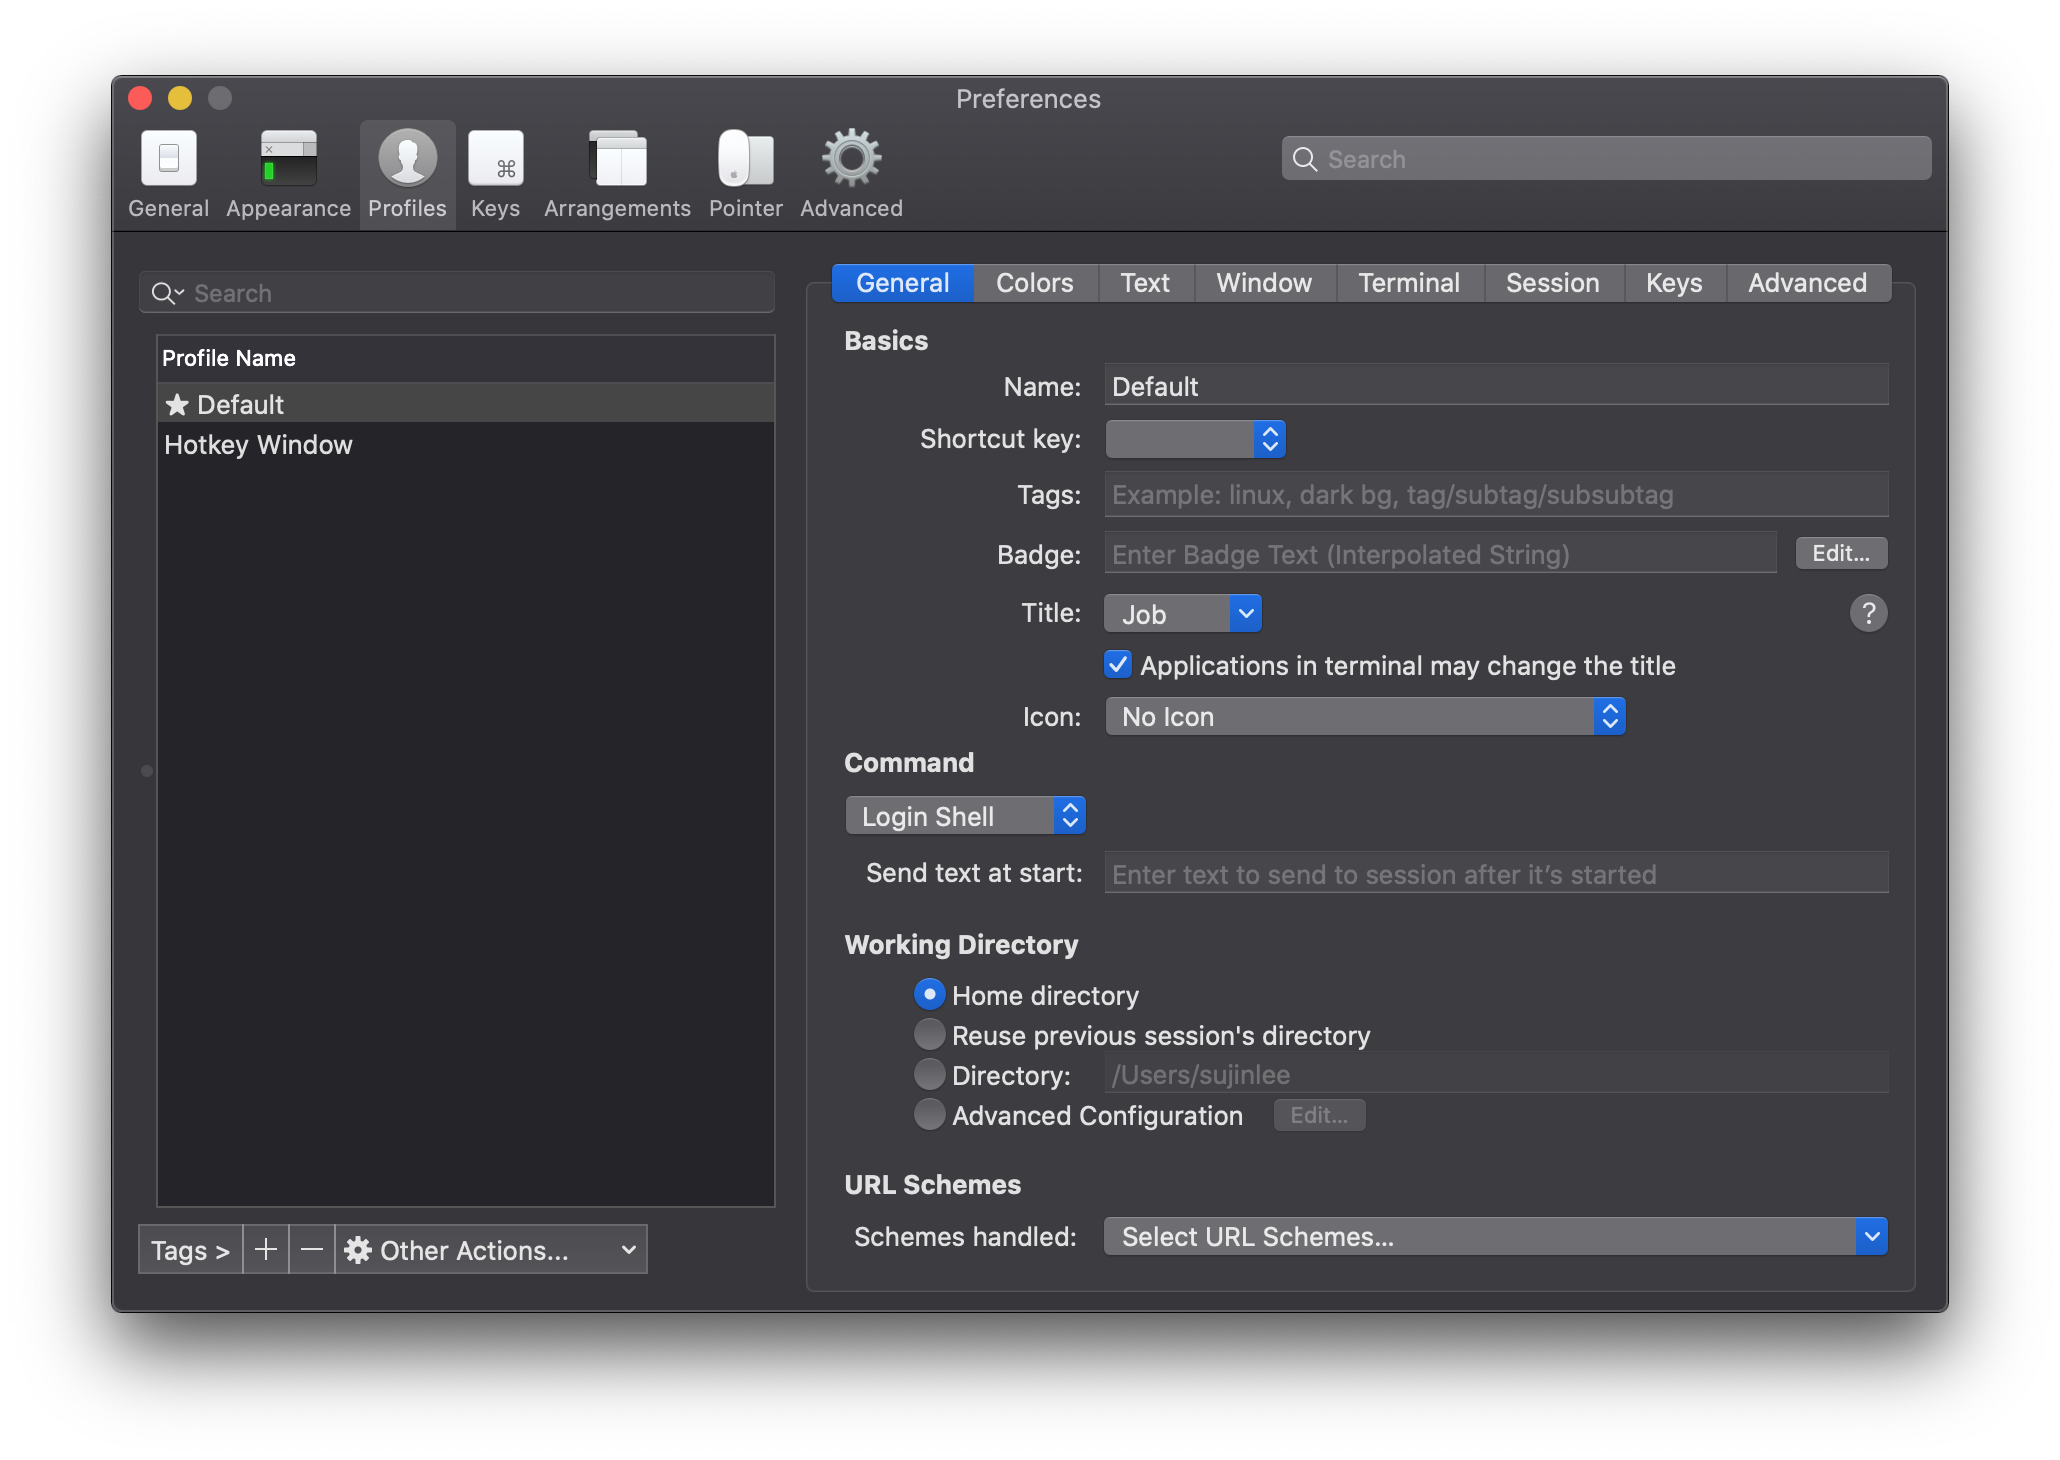 Preferences
General Appearance Profiles Keys Arrangements Pointer Advanced
Search
Search
Profile Name
★ Default
Hotkey Window
Tags > + — Other Actions...
General Colors Text Window Terminal Session Keys Advanced
Basics
Name: Default
Shortcut key:
Tags: Example: linux, dark bg, tag/subtag/subsubtag
Badge: Enter Badge Text (Interpolated String) Edit...
Title: Job ?
Applications in terminal may change the title
Icon: No Icon
Command
Login Shell
Send text at start: Enter text to send to session after it’s started
Working Directory
Home directory
Reuse previous session's directory
Directory: /Users/sujinlee
Advanced Configuration Edit...
URL Schemes
Schemes handled: Select URL Schemes...